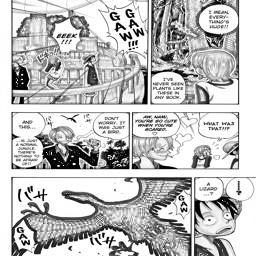 I MEAN,
EVERY-
THING'S
HUGE!!
I'VE NEVER
SEEN PLANTS
LIKE THESE
IN ANY BOOK.
GAW
GAW
!!!
EEEK
!!!
WHAT WAS
THAT!?
AW, NAMI,
YOU'RE SO CUTE
WHEN YOU'RE
SCARED.
DON'T
WORRY. IT
WAS JUST
A BIRD.
AND
THIS...
... IS JUST
A NORMAL
JUNGLE.
THERE'S
NOTHING
TO BE
AFRAID
OF!
A
LIZARD
...?
GAW
GAW